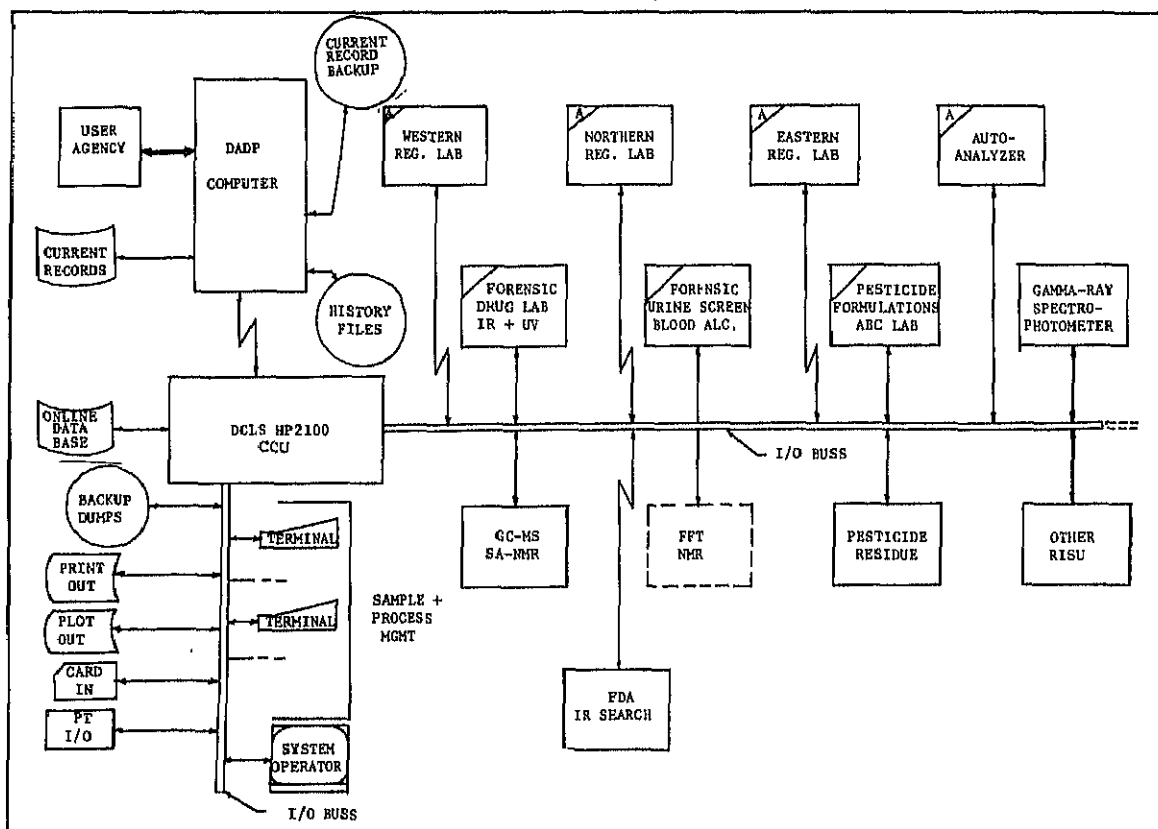 CURRENT
RECORD
BACKUP
USER
AGENCY
DADP
COMPUTER
CURRENT
RECORDS
HISTORY
FILES
A
WESTERN
REG. LAB
A
NORTHERN
REG. LAB
A
EASTERN
REG. LAB
A
AUTO-
ANALYZER
FORENSIC
DRUG LAB
IR + UV
FORENSIC
URINE SCREEN
BLOOD ALC.
PESTICIDE
FORMULATIONS
ABC LAB
GAMMA-RAY
SPECTRO-
PHOTOMETER
ONLINE
DATA
BASE
DCLS HP2100
CCU
I/O BUSS
BACKUP
DUMPS
TERMINAL
GC-MS
SA-NMR
FFT
NMR
PESTICIDE
RESIDUE
OTHER
RISU
PRINT
OUT
PLOT
OUT
TERMINAL
SAMPLE +
PROCESS
MGMT
CARD
IN
PT
I/O
SYSTEM
OPERATOR
FDA
IR SEARCH
I/O BUSS